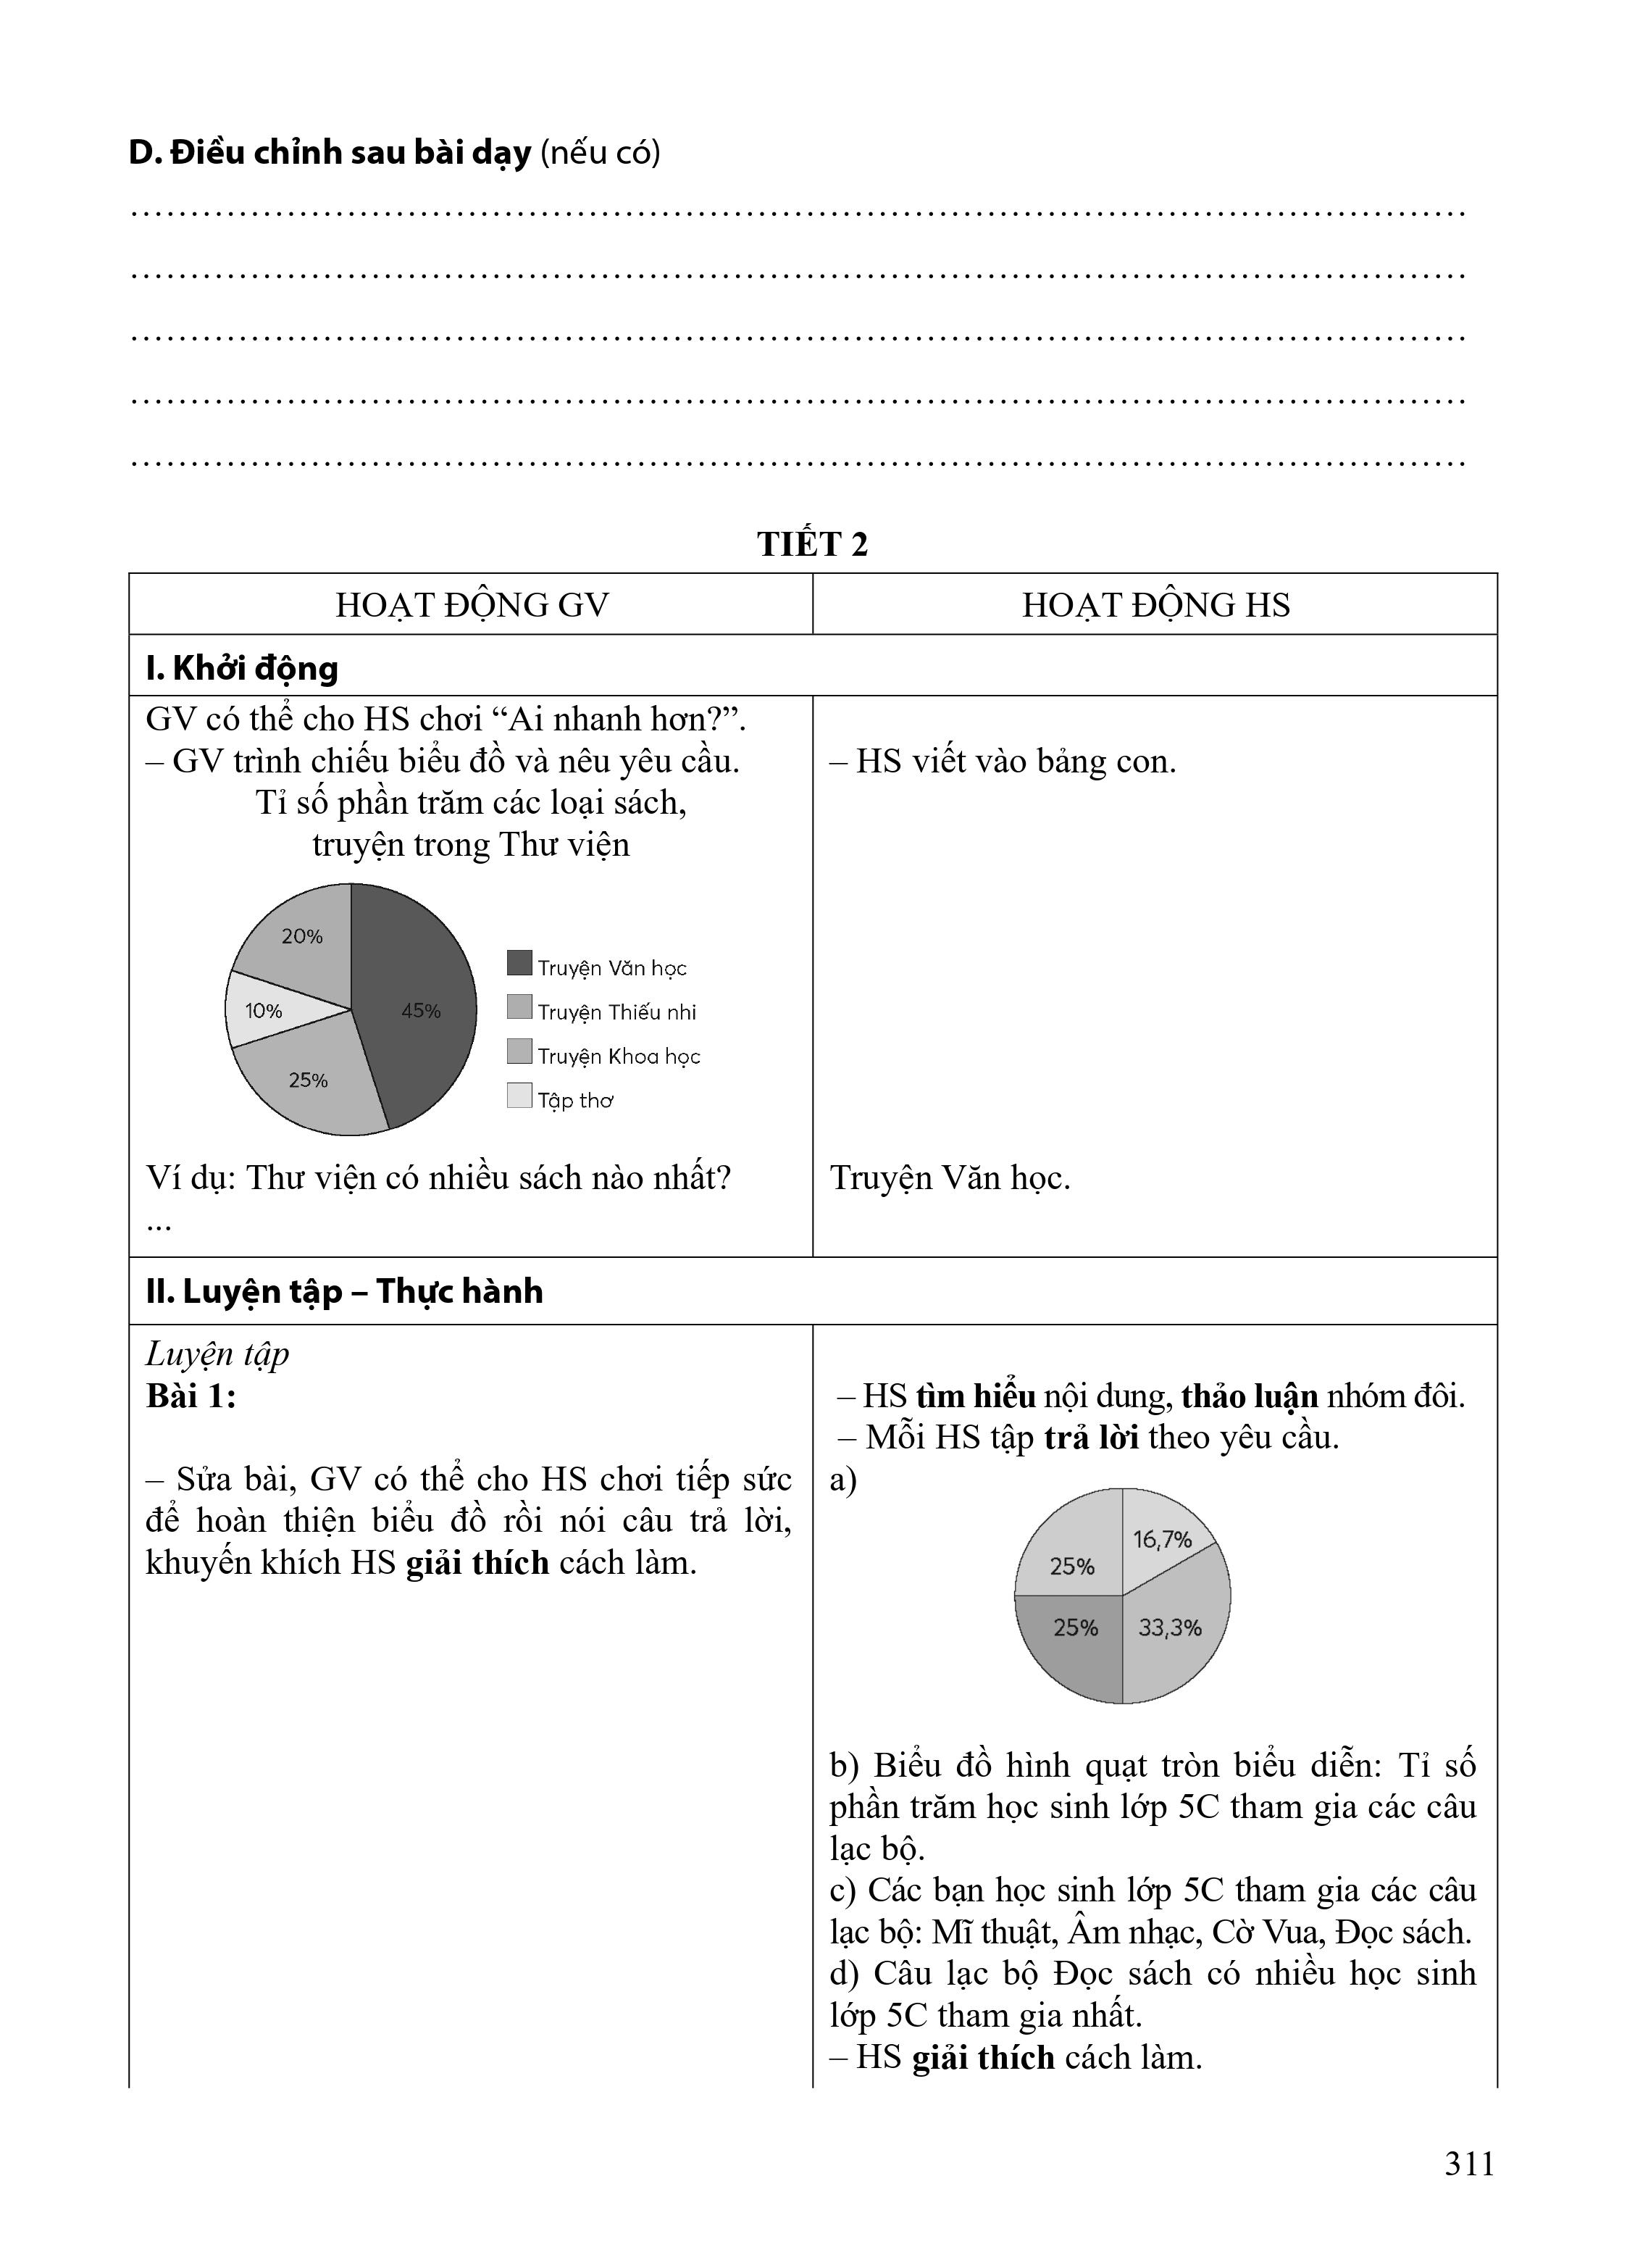 D. Điều chỉnh sau bài dạy (nếu có)
TIẾT 2
HOẠT ĐỘNG GV
HOẠT ĐỘNG HS
I. Khởi động
GV có thể cho HS chơi “Ai nhanh hơn?”.
– GV trình chiếu biểu đồ và nêu yêu cầu.
Tỉ số phần trăm các loại sách,
truyện trong Thư viện
20%
10%
45%
25%
Truyện Văn học
Truyện Thiếu nhi
Truyện Khoa học
Tập thơ
Ví dụ: Thư viện có nhiều sách nào nhất?
...
– HS viết vào bảng con.
Truyện Văn học.
II. Luyện tập – Thực hành
Luyện tập
Bài 1:
– Sửa bài, GV có thể cho HS chơi tiếp sức
để hoàn thiện biểu đồ rồi nói câu trả lời,
khuyến khích HS giải thích cách làm.
– HS tìm hiểu nội dung, thảo luận nhóm đôi.
– Mỗi HS tập trả lời theo yêu cầu.
a)
16,7%
25%
25%
33,3%
b) Biểu đồ hình quạt tròn biểu diễn: Tỉ số
phần trăm học sinh lớp 5C tham gia các câu
lạc bộ.
c) Các bạn học sinh lớp 5C tham gia các câu
lạc bộ: Mĩ thuật, Âm nhạc, Cờ Vua, Đọc sách.
d) Câu lạc bộ Đọc sách có nhiều học sinh
lớp 5C tham gia nhất.
– HS giải thích cách làm.
311